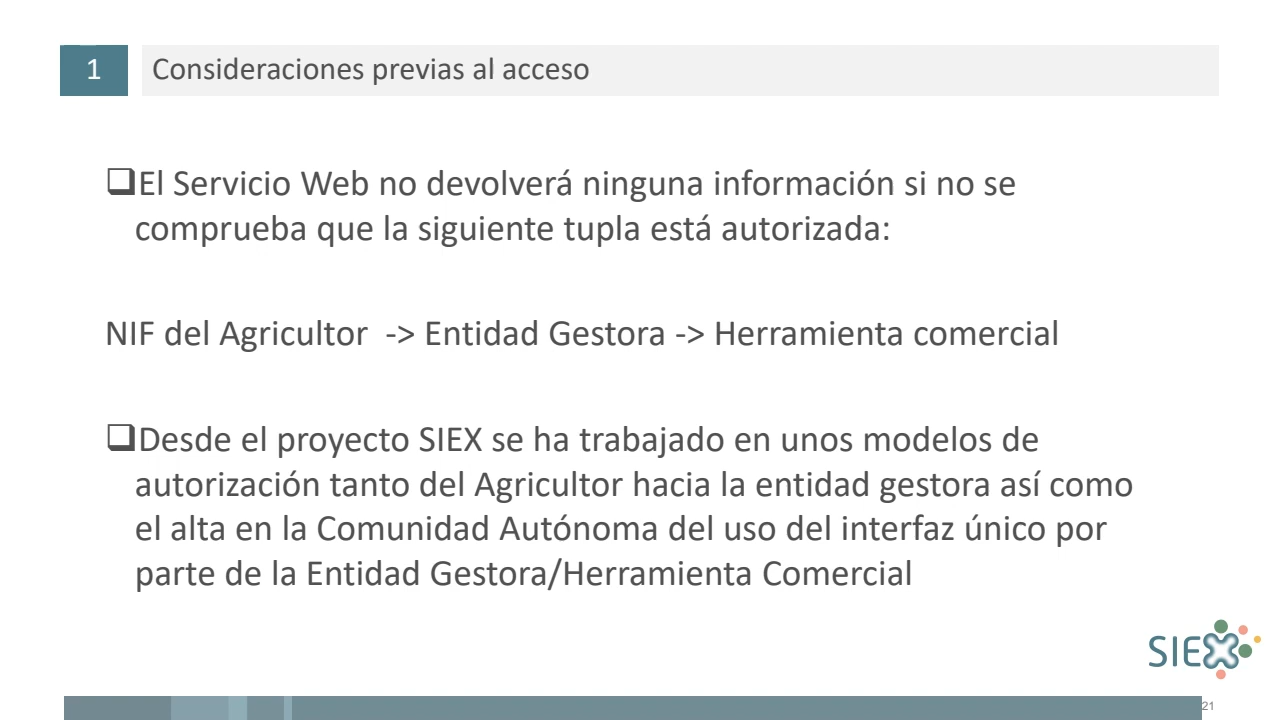 1
Consideraciones previas al acceso
❑El Servicio Web no devolverá ninguna información si no se
comprueba que la siguiente tupla está autorizada:
NIF del Agricultor -> Entidad Gestora -> Herramienta comercial
❑Desde el proyecto SIEX se ha trabajado en unos modelos de
autorización tanto del Agricultor hacia la entidad gestora así como
el alta en la Comunidad Autónoma del uso del interfaz único por
parte de la Entidad Gestora/Herramienta Comercial
SIEX
21